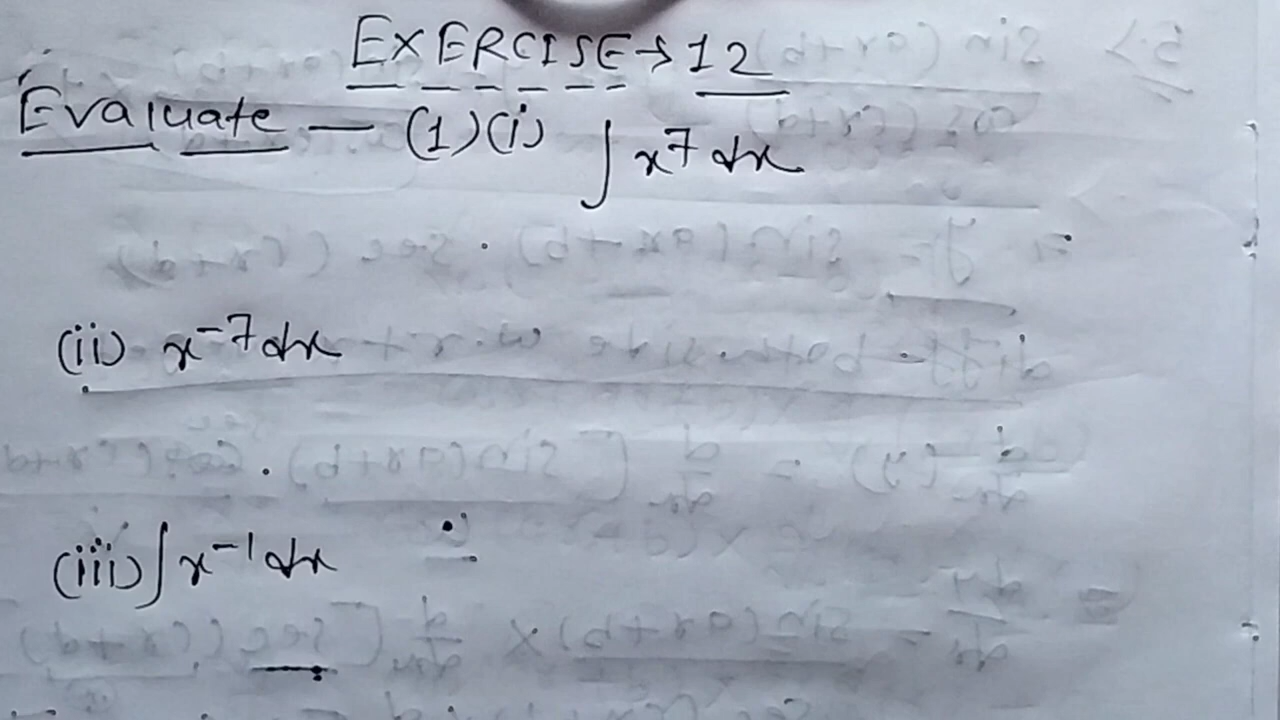 EXERCISE → 12
Evaluate — (1)(i) ∫ x⁷ dx
(ii) x⁻⁷ dx
(iii) ∫ x⁻¹ dx